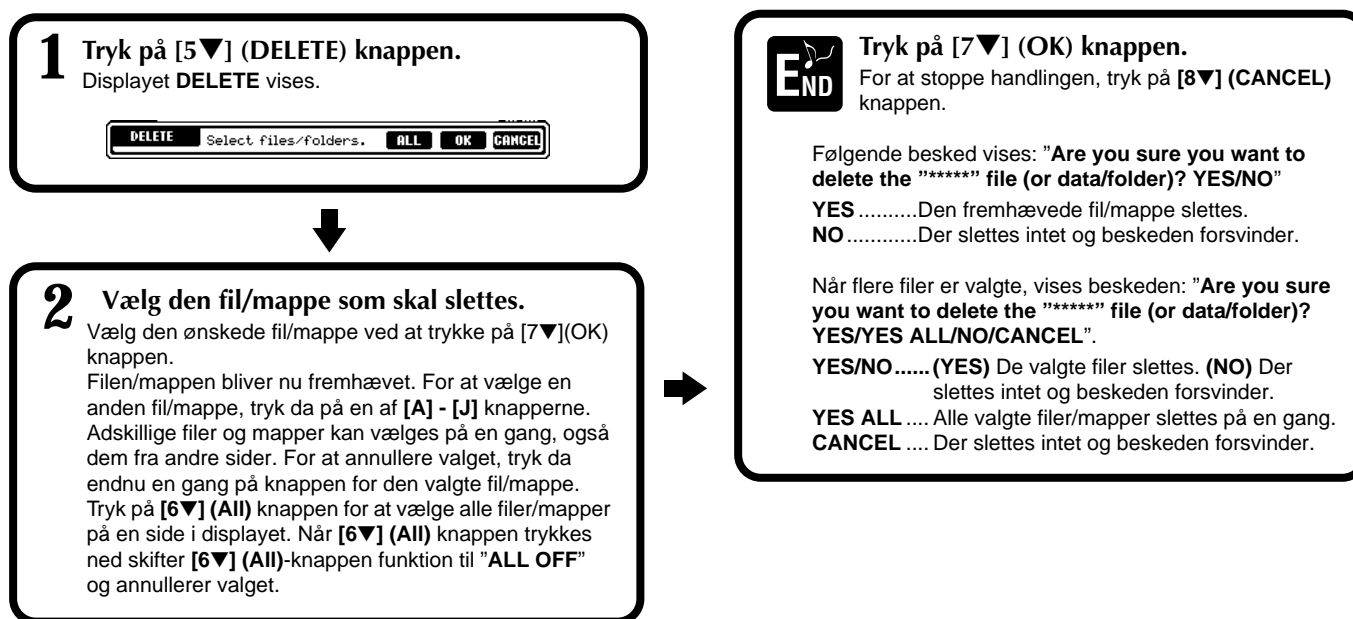 1 Tryk på [5▼] (DELETE) knappen.
Displayet DELETE vises.
DELETE Select files/folders. ALL OK CANCEL
2 Vælg den fil/mappe som skal slettes.
Vælg den ønskede fil/mappe ved at trykke på [7▼](OK)
knappen.
Filen/mappen bliver nu fremhævet. For at vælge en
anden fil/mappe, tryk da på en af [A] - [J] knapperne.
Adskillige filer og mapper kan vælges på en gang, også
dem fra andre sider. For at annullere valget, tryk da
endnu en gang på knappen for den valgte fil/mappe.
Tryk på [6▼] (All) knappen for at vælge alle filer/mapper
på en side i displayet. Når [6▼] (All) knappen trykkes
ned skifter [6▼] (All)-knappen funktion til ”ALL OFF”
og annullerer valget.
END Tryk på [7▼] (OK) knappen.
For at stoppe handlingen, tryk på [8▼] (CANCEL)
knappen.
Følgende besked vises: ”Are you sure you want to
delete the ”*****” file (or data/folder)? YES/NO”
YES ..........Den fremhævede fil/mappe slettes.
NO ............Der slettes intet og beskeden forsvinder.
Når flere filer er valgte, vises beskeden: ”Are you sure
you want to delete the ”*****” file (or data/folder)?
YES/YES ALL/NO/CANCEL”.
YES/NO...... (YES) De valgte filer slettes. (NO) Der
slettes intet og beskeden forsvinder.
YES ALL .... Alle valgte filer/mapper slettes på en gang.
CANCEL .... Der slettes intet og beskeden forsvinder.